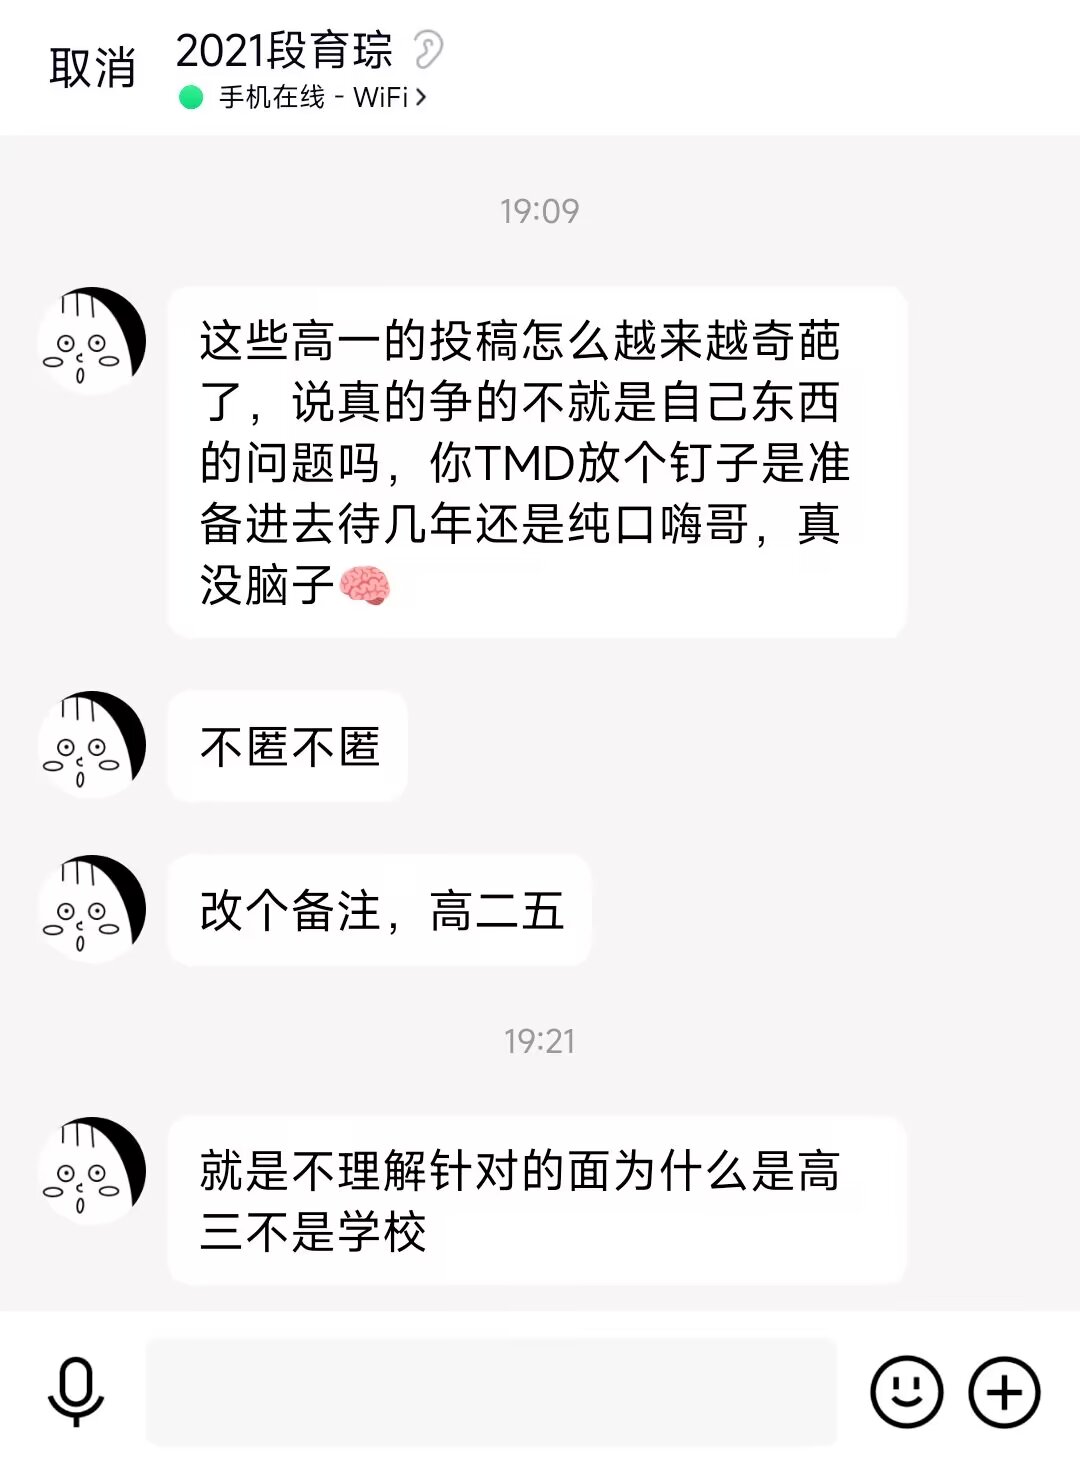 取消
2021段育琮
手机在线 - WiFi
19:09
这些高一的投稿怎么越来越奇葩
了，说真的争的不就是自己东西
的问题吗，你TMD放个钉子是准
备进去待几年还是纯口嗨哥，真
没脑子🧠
不匿不匿
改个备注，高二五
19:21
就是不理解针对的面为什么是高
三不是学校